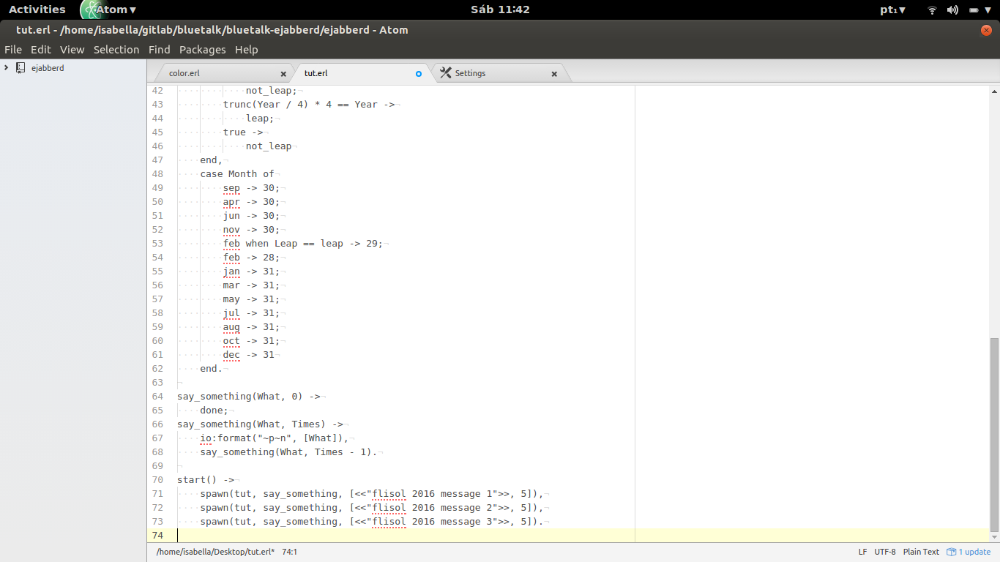 Activities Atom ▾ Sáb 11:42 pt₁▾
tut.erl - /home/isabella/gitlab/bluetalk/bluetalk-ejabberd/ejabberd - Atom
File Edit View Selection Find Packages Help
ejabberd
color.erl tut.erl Settings
42             not_leap;
43         trunc(Year / 4) * 4 == Year ->
44             leap;
45         true ->
46             not_leap
47     end,
48     case Month of
49         sep -> 30;
50         apr -> 30;
51         jun -> 30;
52         nov -> 30;
53         feb when Leap == leap -> 29;
54         feb -> 28;
55         jan -> 31;
56         mar -> 31;
57         may -> 31;
58         jul -> 31;
59         aug -> 31;
60         oct -> 31;
61         dec -> 31
62     end.
63
64 say_something(What, 0) ->
65     done;
66 say_something(What, Times) ->
67     io:format("~p~n", [What]),
68     say_something(What, Times - 1).
69
70 start() ->
71     spawn(tut, say_something, [<<"flisol 2016 message 1">>, 5]),
72     spawn(tut, say_something, [<<"flisol 2016 message 2">>, 5]),
73     spawn(tut, say_something, [<<"flisol 2016 message 3">>, 5]).
74
/home/isabella/Desktop/tut.erl* 74:1 LF UTF-8 Plain Text 1 update